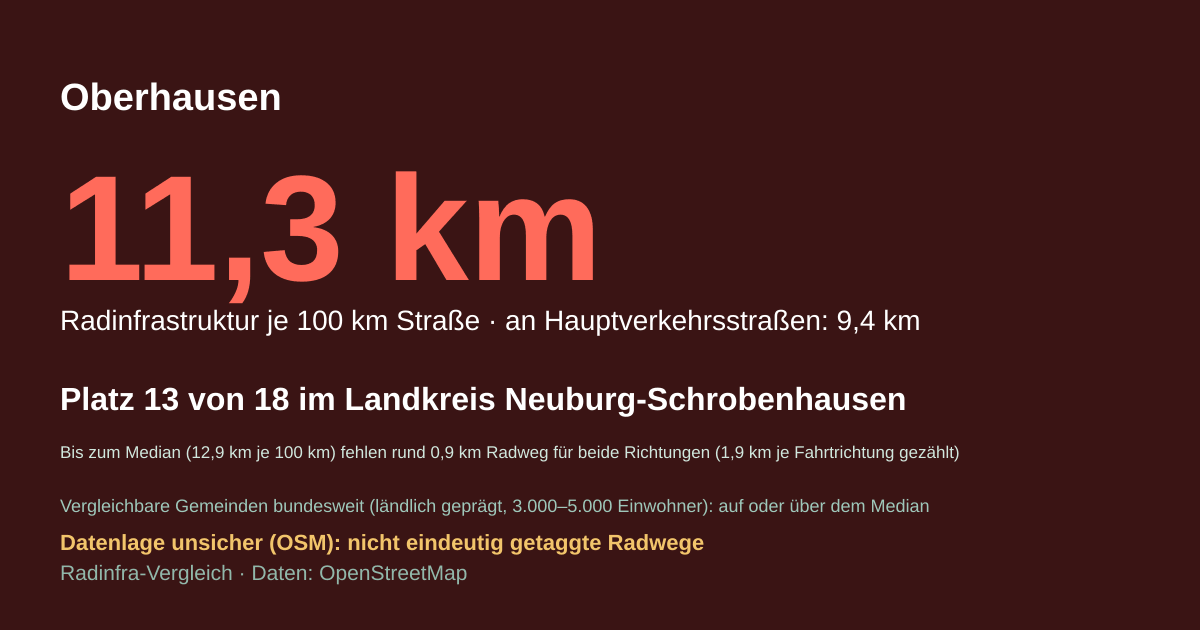 Oberhausen
11,3 km
Radinfrastruktur je 100 km Straße · an Hauptverkehrsstraßen: 9,4 km
Platz 13 von 18 im Landkreis Neuburg-Schrobenhausen
Bis zum Median (12,9 km je 100 km) fehlen rund 0,9 km Radweg für beide Richtungen (1,9 km je Fahrtrichtung gezählt)
Vergleichbare Gemeinden bundesweit (ländlich geprägt, 3.000–5.000 Einwohner): auf oder über dem Median
Datenlage unsicher (OSM): nicht eindeutig getaggte Radwege
Radinfra-Vergleich · Daten: OpenStreetMap